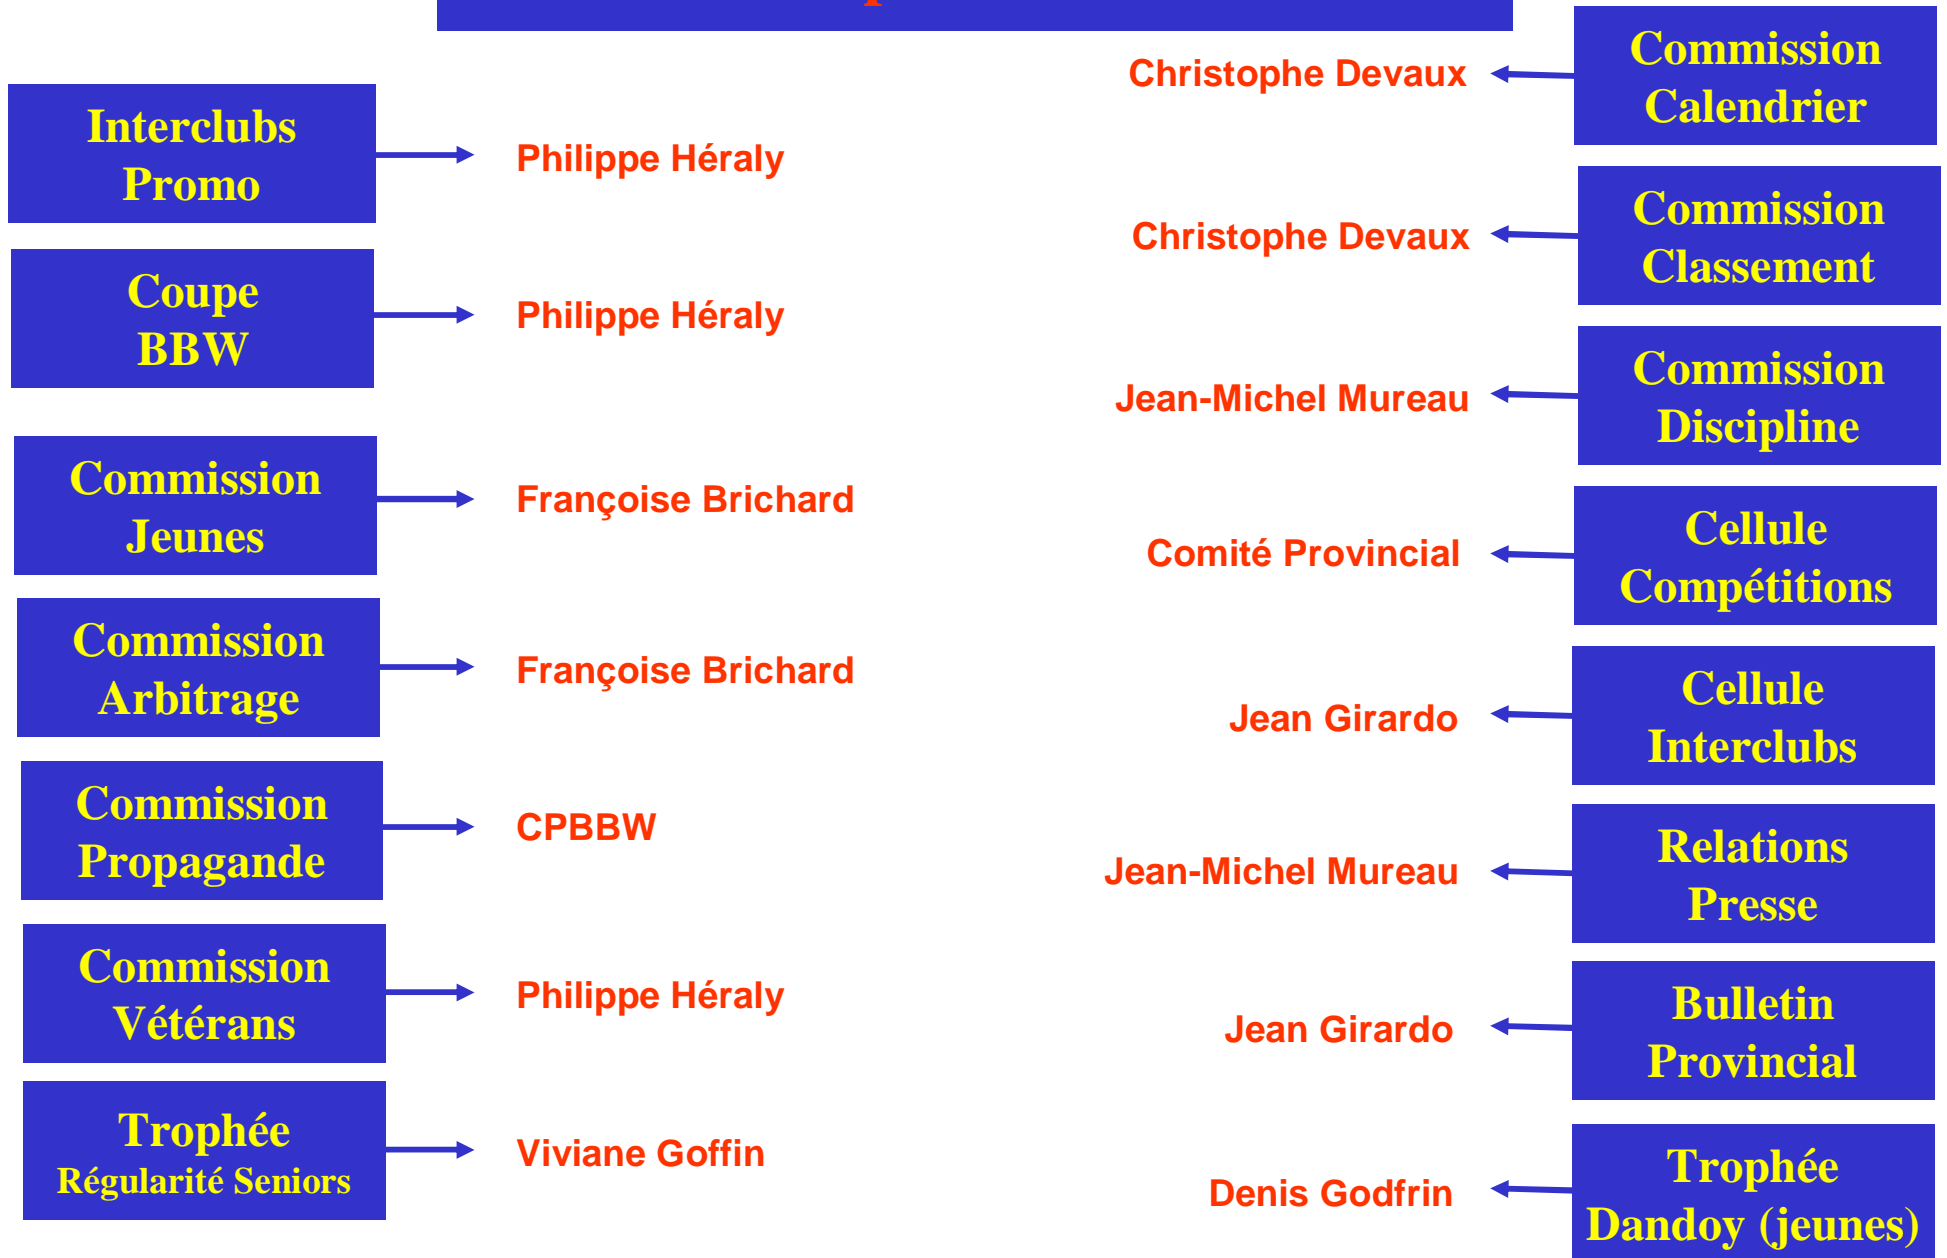 Interclubs
Promo
Philippe Héraly
Coupe
BBW
Philippe Héraly
Commission
Jeunes
Françoise Brichard
Commission
Arbitrage
Françoise Brichard
Commission
Propagande
CPBBW
Commission
Vétérans
Philippe Héraly
Trophée
Régularité Seniors
Viviane Goffin
Christophe Devaux
Commission
Calendrier
Christophe Devaux
Commission
Classement
Jean-Michel Mureau
Commission
Discipline
Comité Provincial
Cellule
Compétitions
Jean Girardo
Cellule
Interclubs
Jean-Michel Mureau
Relations
Presse
Jean Girardo
Bulletin
Provincial
Denis Godfrin
Trophée
Dandoy (jeunes)